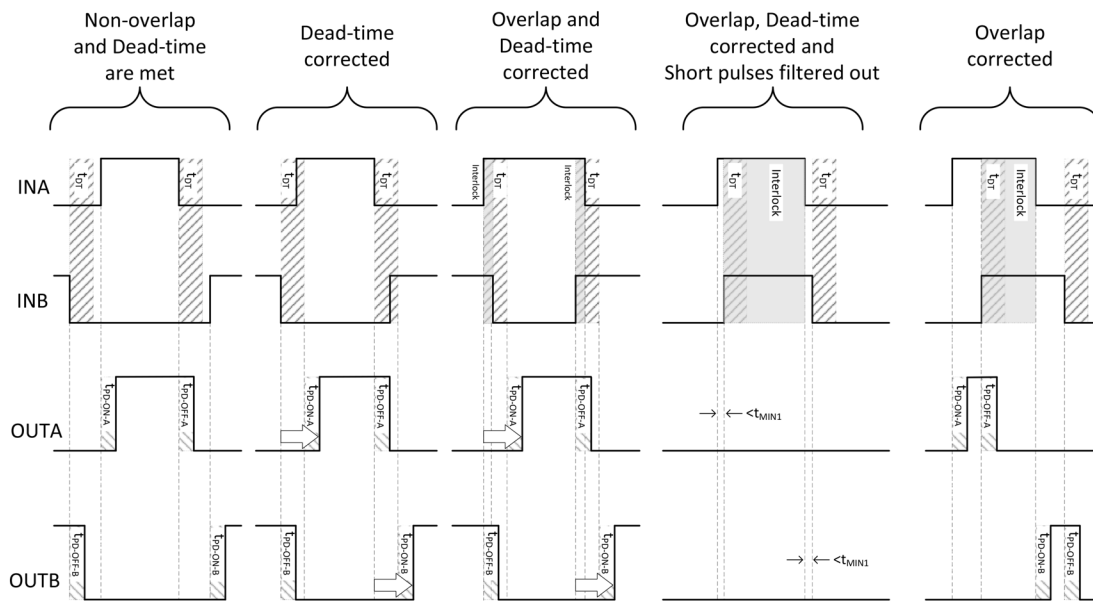 Non-overlap
and Dead-time
are met
Dead-time
corrected
Overlap and
Dead-time
corrected
Overlap, Dead-time
corrected and
Short pulses filtered out
Overlap
corrected
INA
tDT
tDT
tDT
tDT
Interlock
tDT
Interlock
tDT
tDT
Interlock
tDT
tDT
Interlock
tDT
INB
OUTA
tPD-ON-A
tPD-OFF-A
tPD-ON-A
tPD-OFF-A
tPD-ON-A
tPD-OFF-A
<tMIN1
tPD-ON-A
tPD-OFF-A
OUTB
tPD-OFF-B
tPD-ON-B
tPD-OFF-B
tPD-ON-B
tPD-OFF-B
tPD-ON-B
<tMIN1
tPD-ON-B
tPD-OFF-B